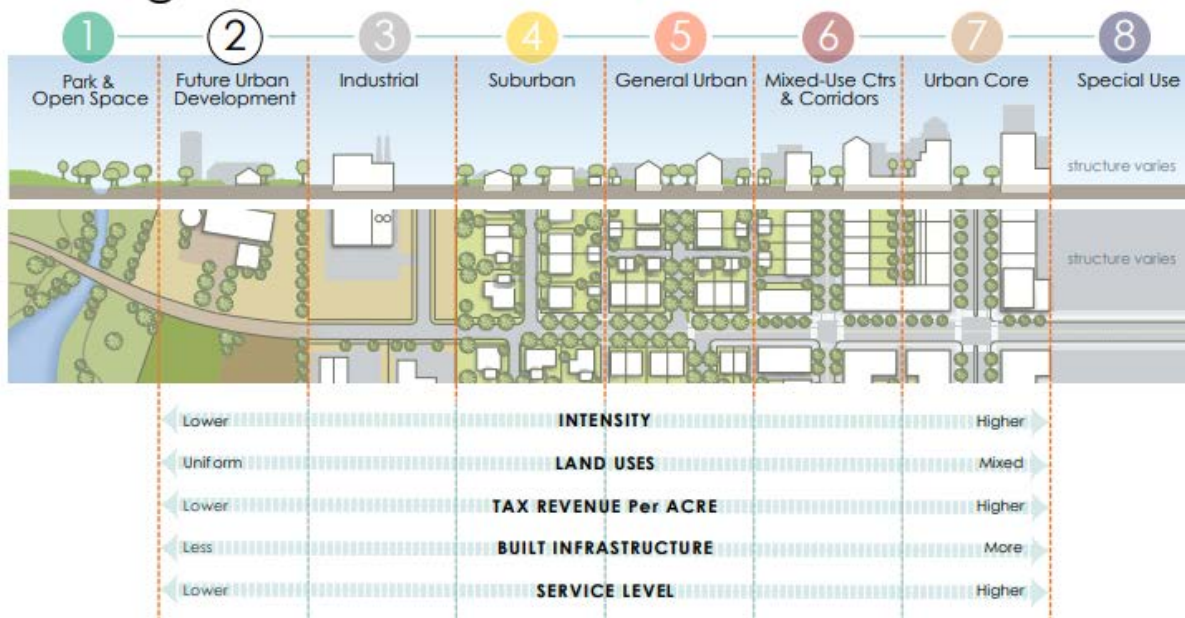 1 2 3 4 5 6 7 8
Park &
Open Space
Future Urban
Development
Industrial
Suburban
General Urban
Mixed-Use Ctrs
& Corridors
Urban Core
Special Use
structure varies
structure varies
Lower INTENSITY Higher
Uniform LAND USES Mixed
Lower TAX REVENUE Per ACRE Higher
Less BUILT INFRASTRUCTURE More
Lower SERVICE LEVEL Higher